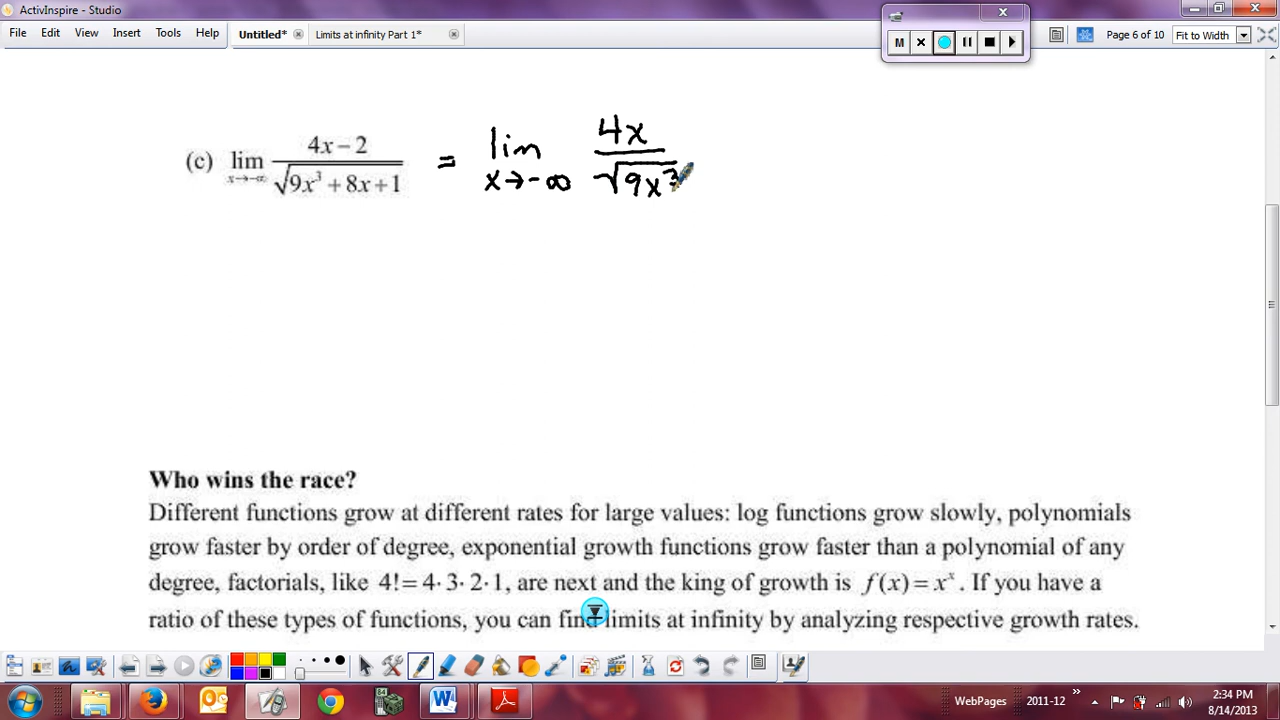 ActivInspire - Studio
File Edit View Insert Tools Help Untitled* Limits at infinity Part 1* M Page 6 of 10 Fit to Width
(c) lim x→-∞ (4x − 2)/√(9x³ + 8x + 1) = lim x→-∞ 4x/√(9x³)
Who wins the race?
Different functions grow at different rates for large values: log functions grow slowly, polynomials
grow faster by order of degree, exponential growth functions grow faster than a polynomial of any
degree, factorials, like 4! = 4·3·2·1, are next and the king of growth is f(x) = xˣ. If you have a
ratio of these types of functions, you can find limits at infinity by analyzing respective growth rates.
WebPages 2011-12 » 2:34 PM
8/14/2013